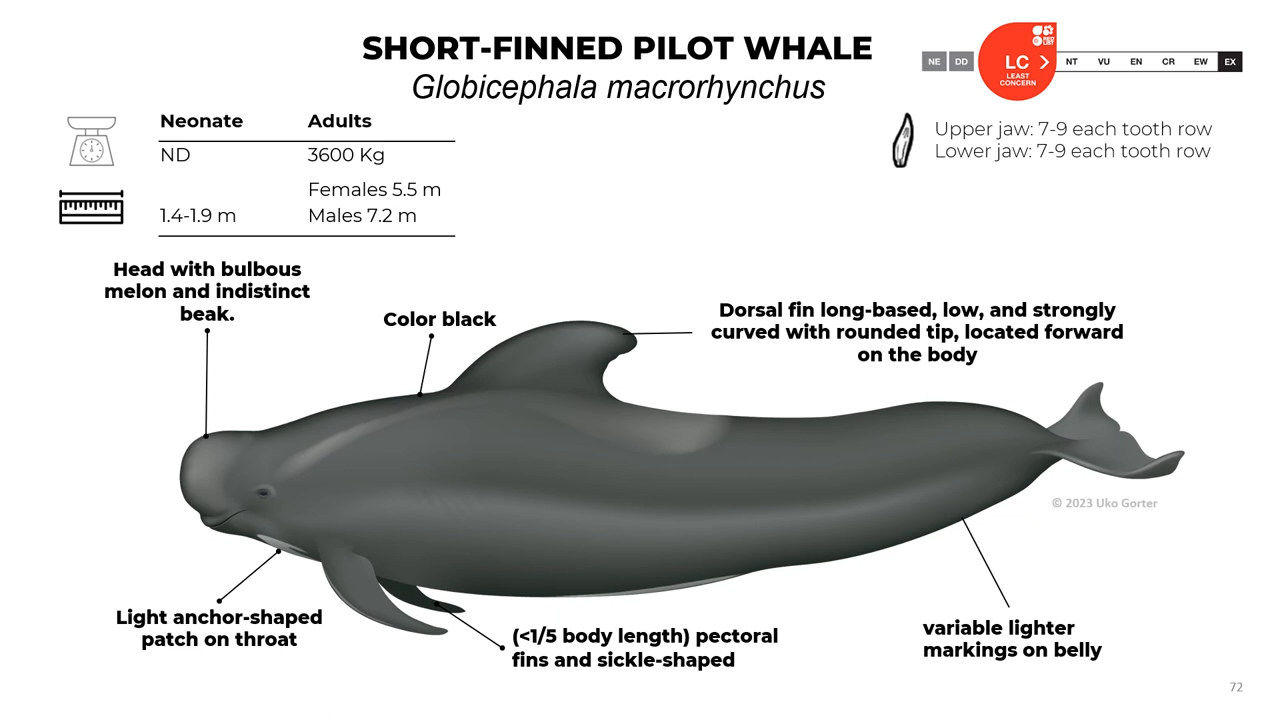 SHORT-FINNED PILOT WHALE
Globicephala macrorhynchus
NE DD LC LEAST CONCERN NT VU EN CR EW EX
Neonate Adults
ND 3600 Kg
Females 5.5 m
1.4-1.9 m Males 7.2 m
Upper jaw: 7-9 each tooth row
Lower jaw: 7-9 each tooth row
Head with bulbous
melon and indistinct
beak.
Color black
Dorsal fin long-based, low, and strongly
curved with rounded tip, located forward
on the body
© 2023 Uko Gorter
Light anchor-shaped
patch on throat
(<1/5 body length) pectoral
fins and sickle-shaped
variable lighter
markings on belly
72